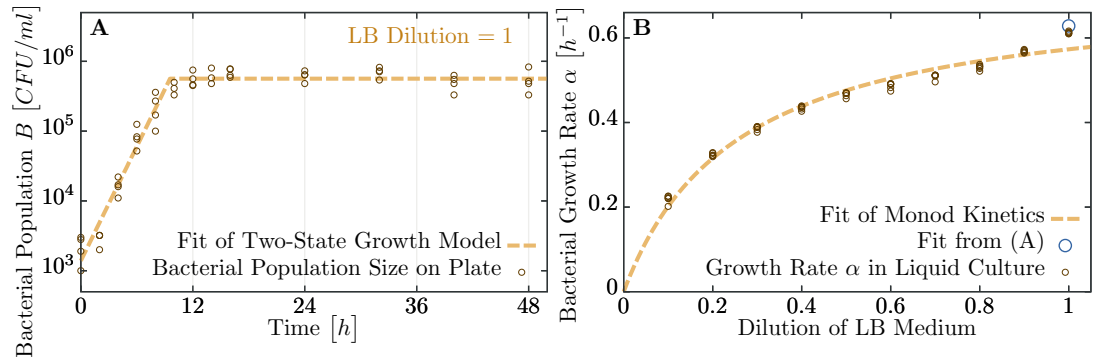 A
LB Dilution = 1
Bacterial Population B [CFU/ml]
10^6
10^5
10^4
10^3
Fit of Two-State Growth Model
Bacterial Population Size on Plate
0 12 24 36 48
Time [h]
B
Bacterial Growth Rate α [h^{-1}]
0.6
0.4
0.2
0
Fit of Monod Kinetics
Fit from (A)
Growth Rate α in Liquid Culture
0 0.2 0.4 0.6 0.8 1
Dilution of LB Medium